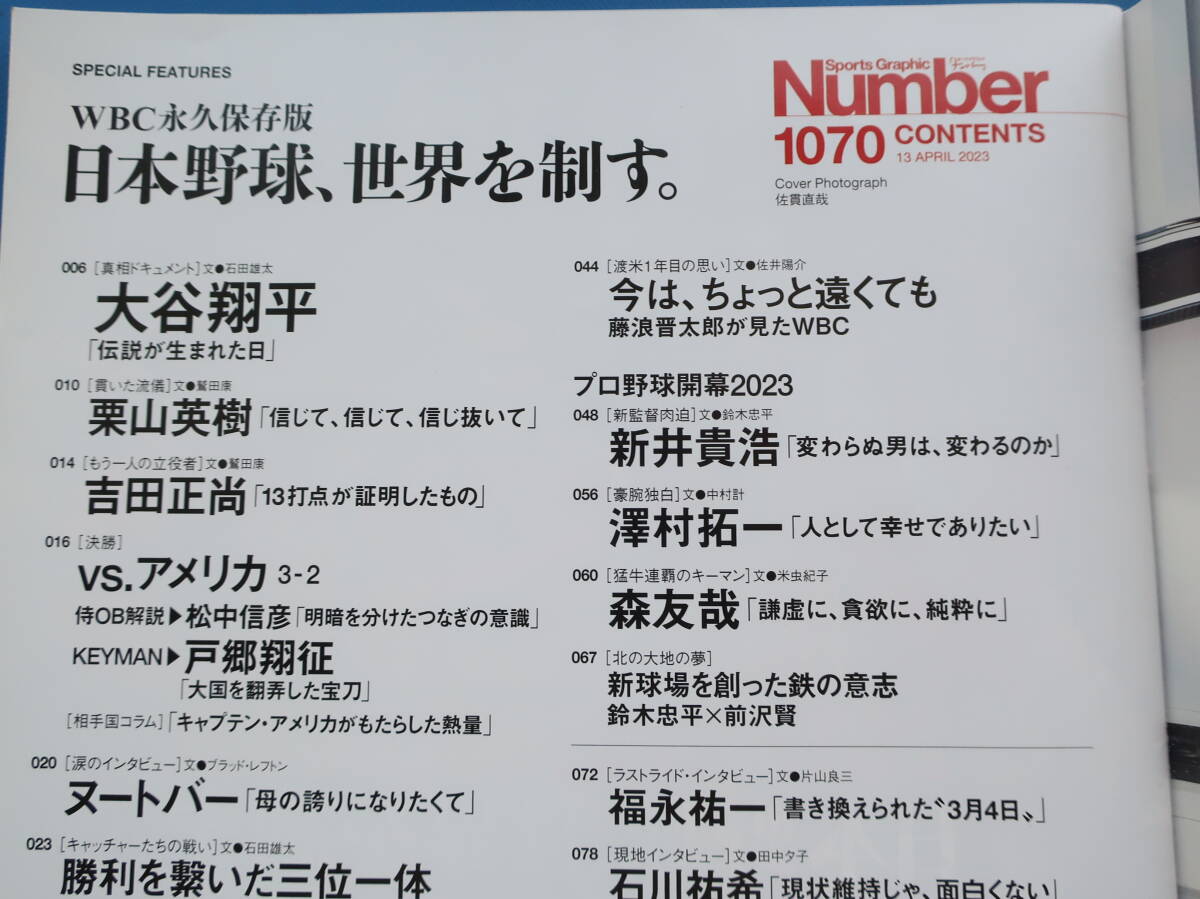 SPECIAL FEATURES
WBC永久保存版
日本野球、世界を制す。
Sports Graphic
Number
1070 CONTENTS
13 APRIL 2023
Cover Photograph
佐貫直哉
006 [真相ドキュメント]文●石田雄太
大谷翔平
「伝説が生まれた日」
010 [貫いた流儀]文●鷲田康
栗山英樹「信じて、信じて、信じ抜いて」
014 [もう一人の立役者]文●鷲田康
吉田正尚「13打点が証明したもの」
016 [決勝]
vs.アメリカ 3-2
侍OB解説▶松中信彦「明暗を分けたつなぎの意識」
KEYMAN▶戸郷翔征
「大国を翻弄した宝刀」
[相手国コラム]「キャプテン・アメリカがもたらした熱量」
020 [涙のインタビュー]文●ブラッド・レフトン
ヌートバー「母の誇りになりたくて」
023 [キャッチャーたちの戦い]文●石田雄太
勝利を繋いだ三位一体
044 [渡米1年目の思い]文●佐井陽介
今は、ちょっと遠くても
藤浪晋太郎が見たWBC
プロ野球開幕2023
048 [新監督肉迫]文●鈴木忠平
新井貴浩「変わらぬ男は、変わるのか」
056 [豪腕独白]文●中村計
澤村拓一「人として幸せでありたい」
060 [猛牛連覇のキーマン]文●米虫紀子
森友哉「謙虚に、貪欲に、純粋に」
067 [北の大地の夢]
新球場を創った鉄の意志
鈴木忠平×前沢賢
072 [ラストライド・インタビュー]文●片山良三
福永祐一「書き換えられた〝3月4日〟」
078 [現地インタビュー]文●田中夕子
石川祐希「現状維持じゃ、面白くない」